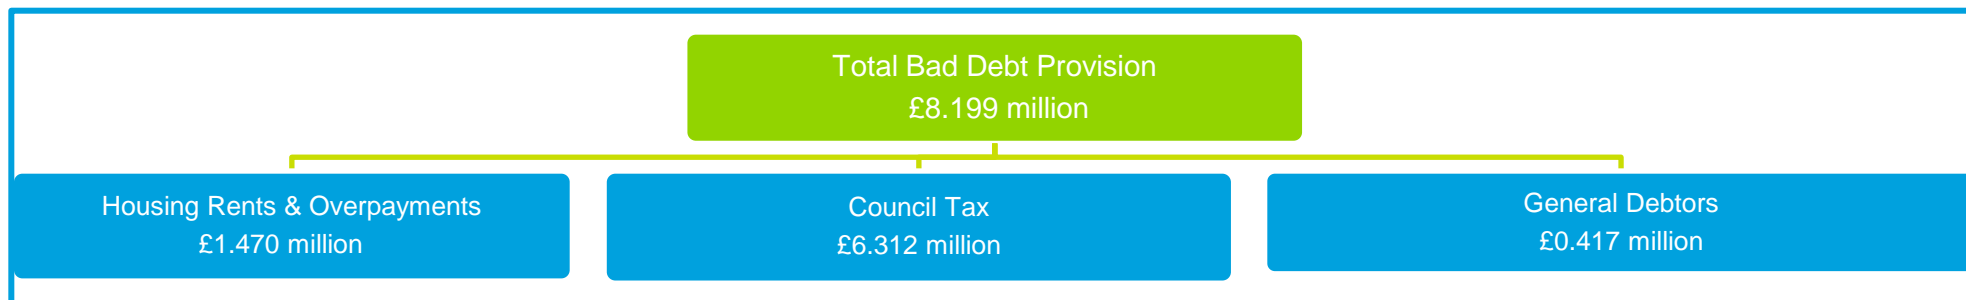 Total Bad Debt Provision
£8.199 million
Housing Rents & Overpayments
£1.470 million
Council Tax
£6.312 million
General Debtors
£0.417 million